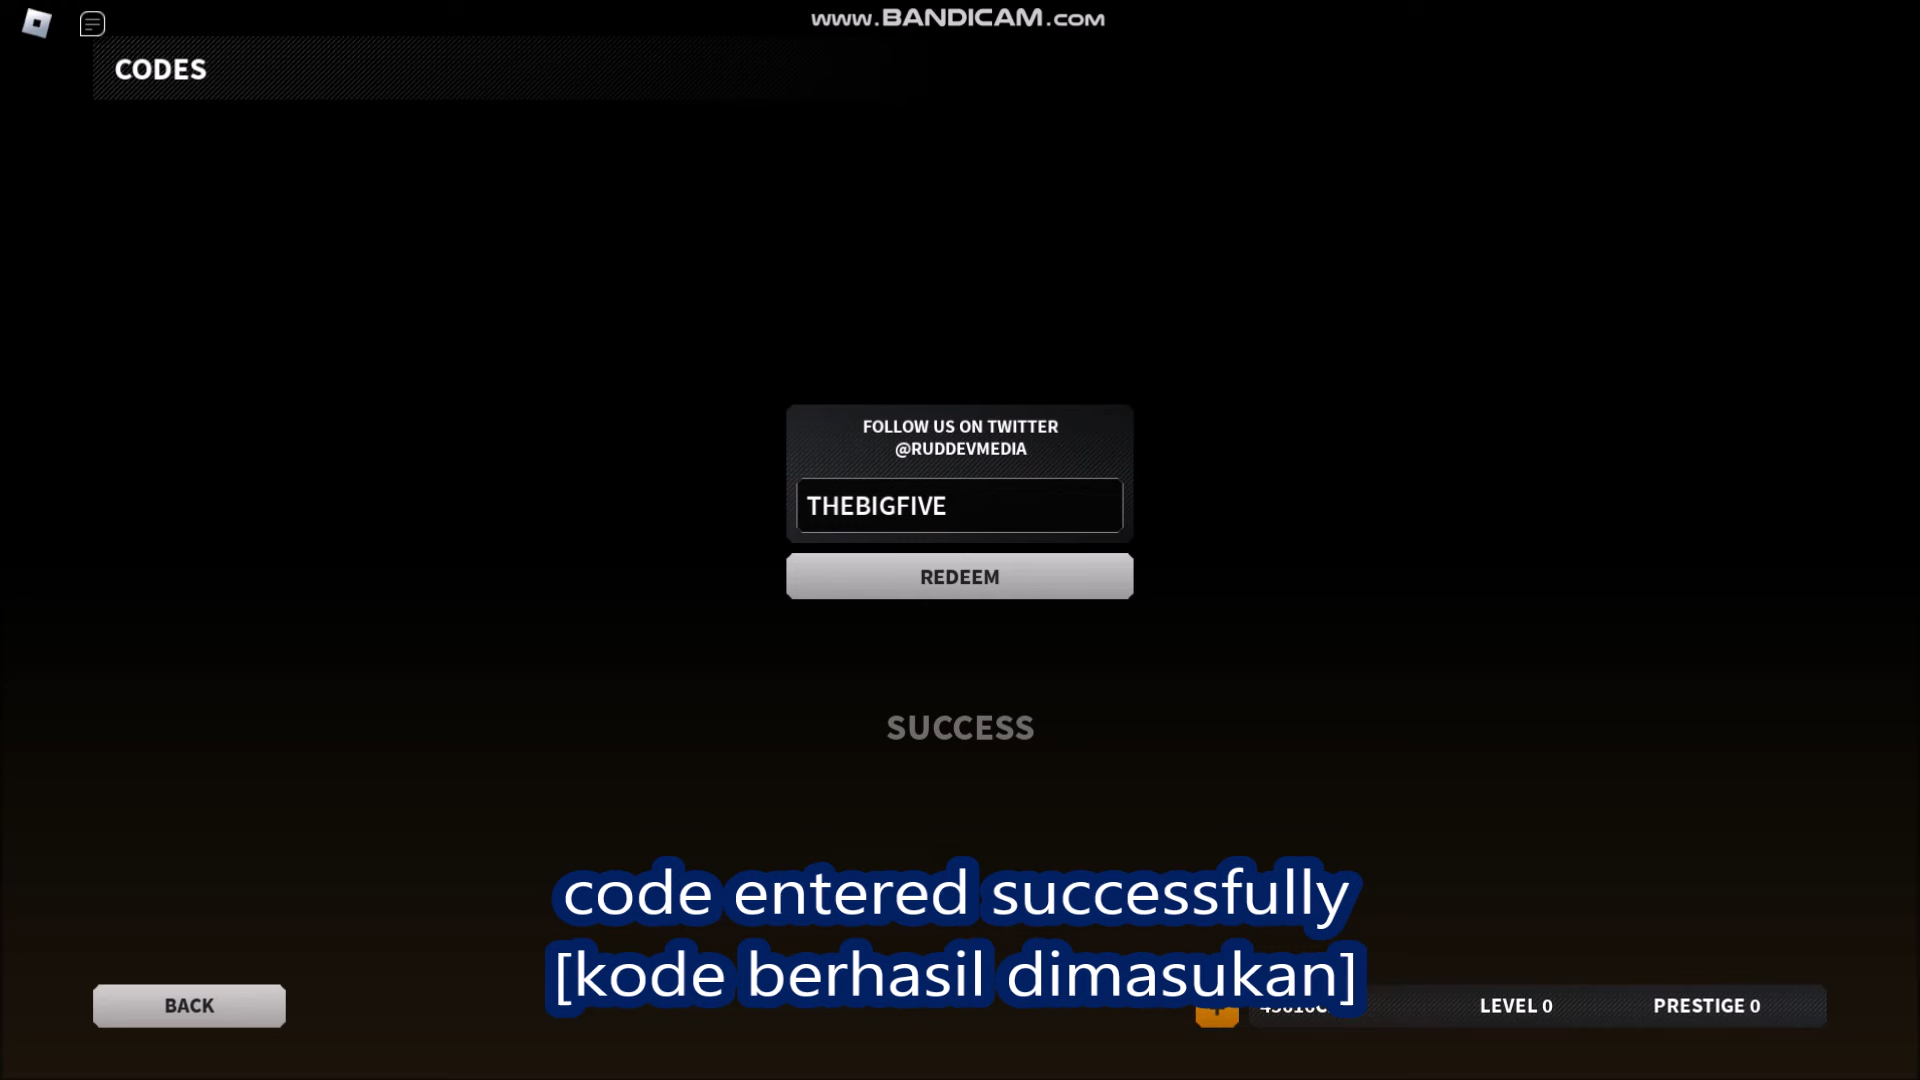 www.BANDICAM.com
CODES
FOLLOW US ON TWITTER
@RUDDEVMEDIA
THEBIGFIVE
REDEEM
SUCCESS
code entered successfully
[kode berhasil dimasukan]
BACK
LEVEL 0
PRESTIGE 0